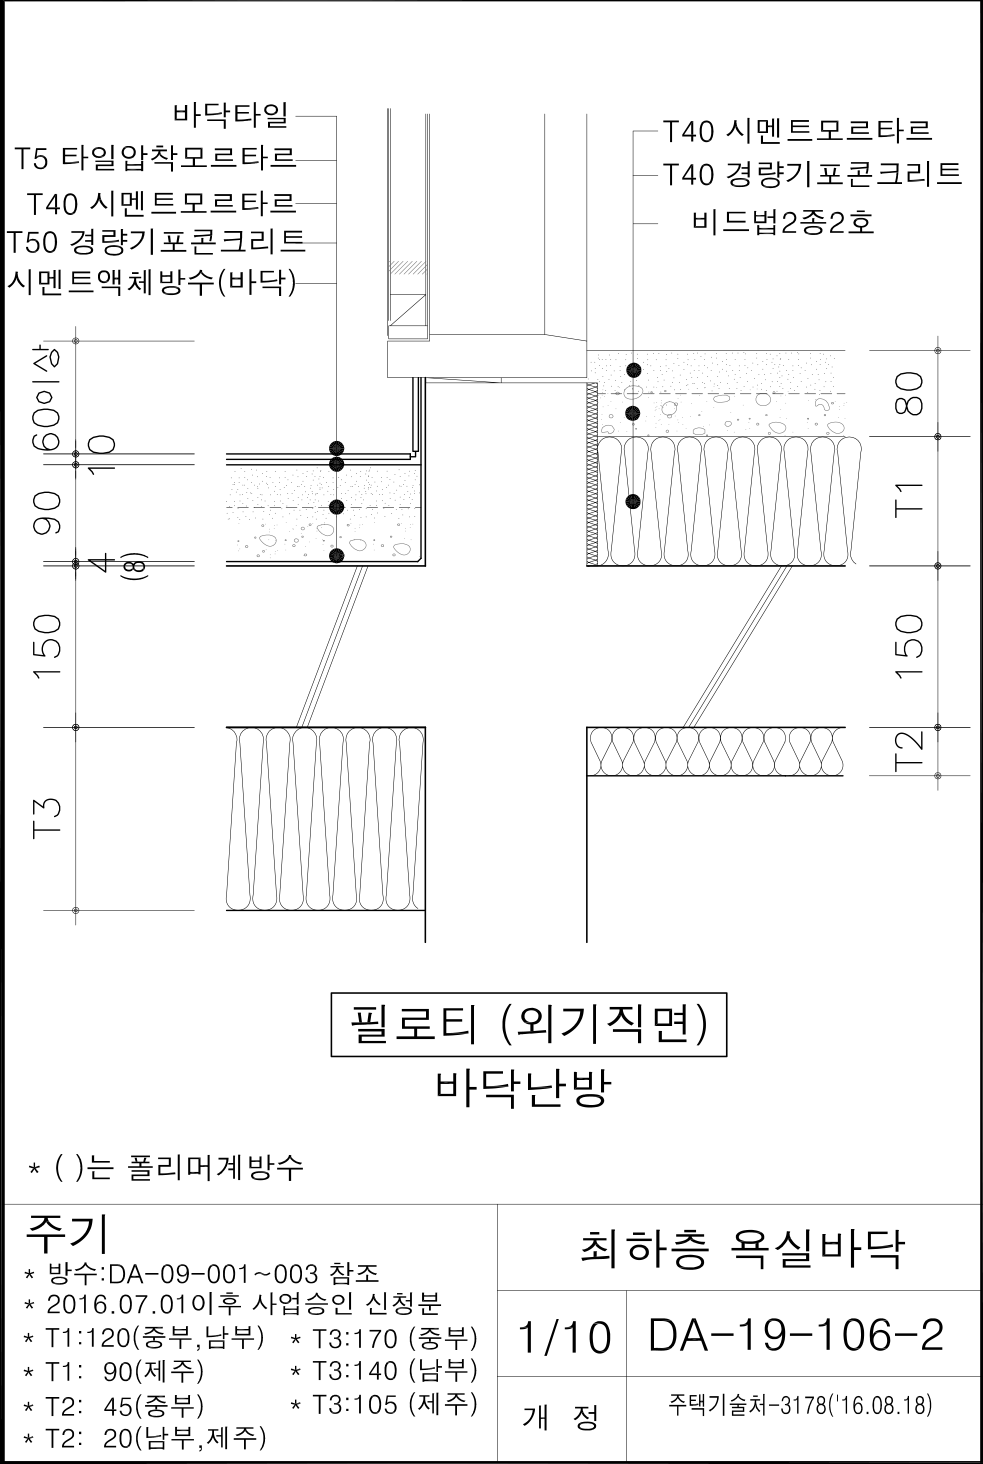 바닥타일
T5 타일압착모르타르
T40 시멘트모르타르
T50 경량기포콘크리트
시멘트액체방수(바닥)
T40 시멘트모르타르
T40 경량기포콘크리트
비드법2종2호
60이상
10
90
4
(8)
150
T3
80
T1
150
T2
필로티 (외기직면)
바닥난방
* ( )는 폴리머계방수
주기
* 방수:DA-09-001~003 참조
* 2016.07.01이후 사업승인 신청분
* T1:120(중부,남부) * T3:170 (중부)
* T1: 90(제주) * T3:140 (남부)
* T2: 45(중부) * T3:105 (제주)
* T2: 20(남부,제주)
최하층 욕실바닥
1/10 DA-19-106-2
개 정 주택기술처-3178('16.08.18)